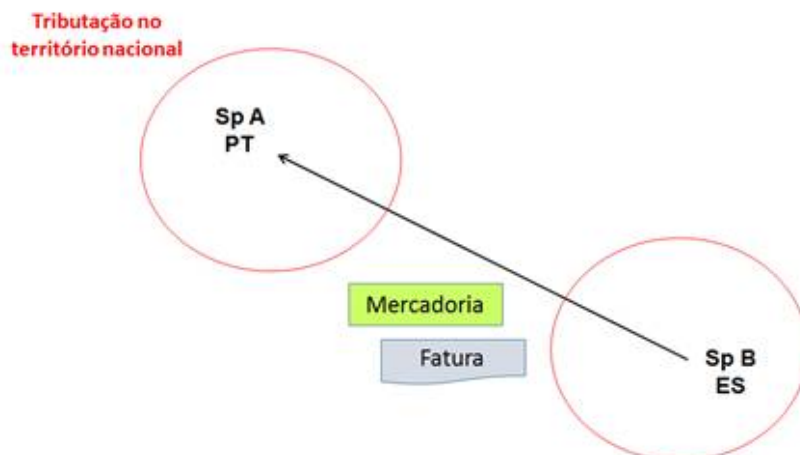 Tributação no
território nacional
Sp A
PT
Mercadoria
Fatura
Sp B
ES